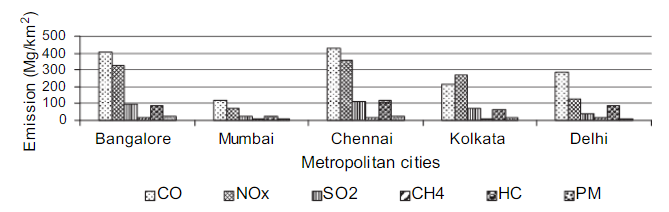 Emission (Mg/km²)
500
400
300
200
100
0
Bangalore Mumbai Chennai Kolkata Delhi
Metropolitan cities
CO NOx SO2 CH4 HC PM